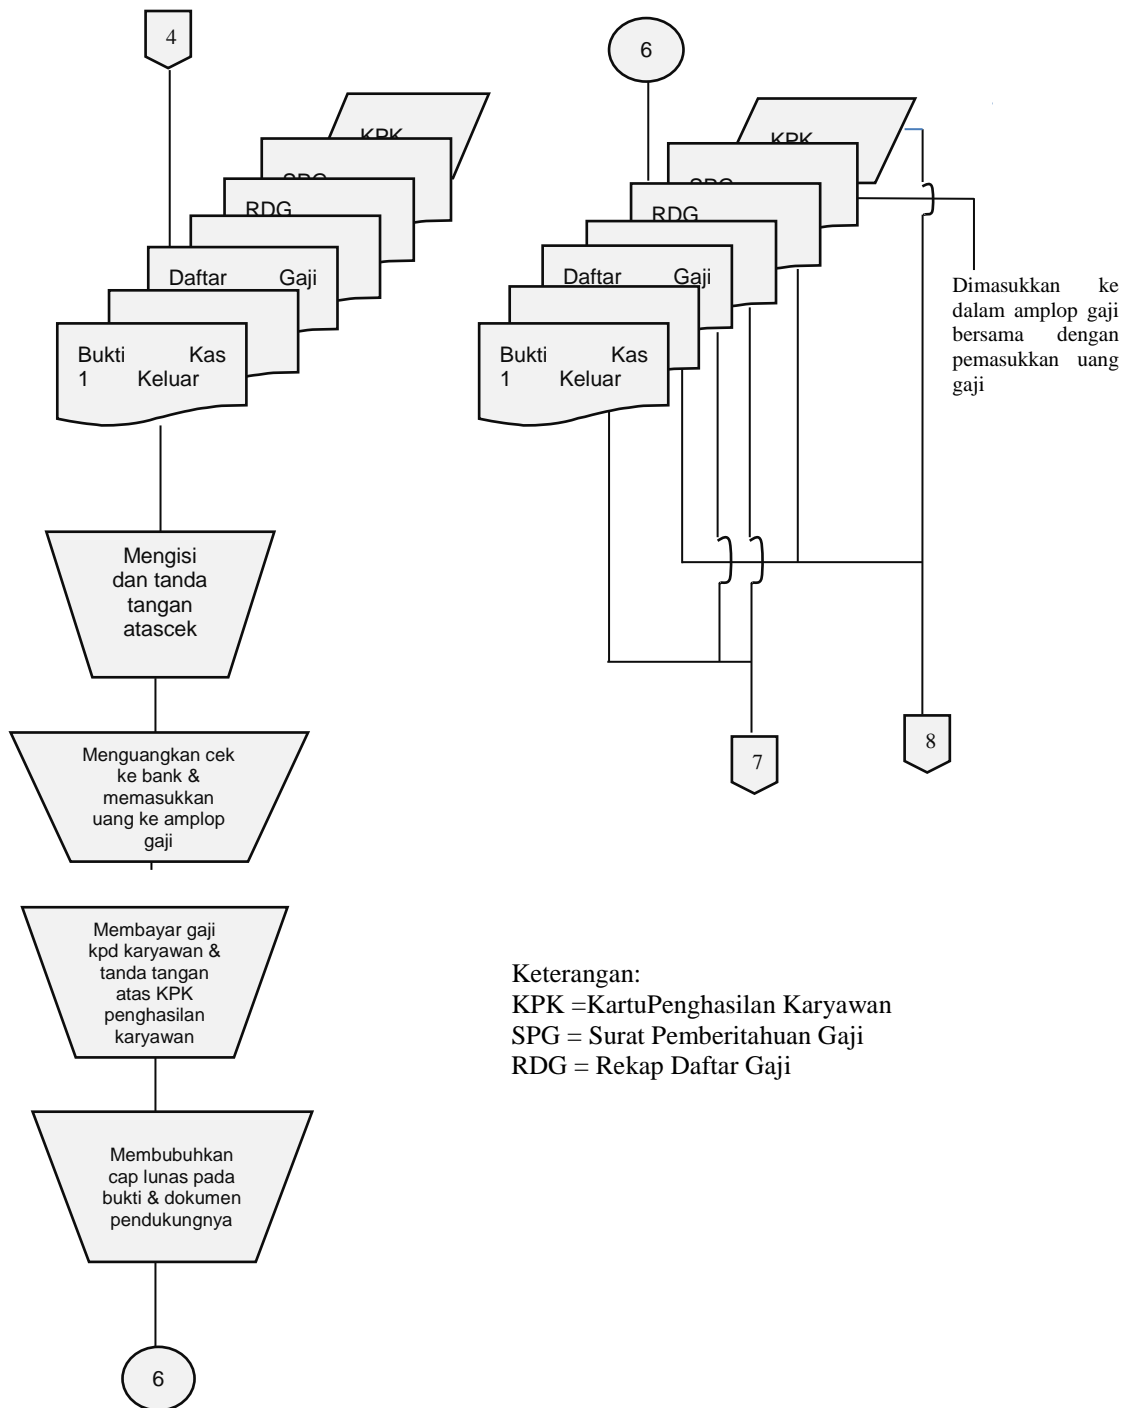 4
KPK
SPG
RDG
Daftar Gaji
Bukti Kas
1 Keluar
Mengisi
dan tanda
tangan
atascek
Menguangkan cek
ke bank &
memasukkan
uang ke amplop
gaji
Membayar gaji
kpd karyawan &
tanda tangan
atas KPK
penghasilan
karyawan
Membubuhkan
cap lunas pada
bukti & dokumen
pendukungnya
6
6
KPK
SPG
RDG
Daftar Gaji
Bukti Kas
1 Keluar
Dimasukkan ke
dalam amplop gaji
bersama dengan
pemasukkan uang
gaji
7
8
Keterangan:
KPK =KartuPenghasilan Karyawan
SPG = Surat Pemberitahuan Gaji
RDG = Rekap Daftar Gaji